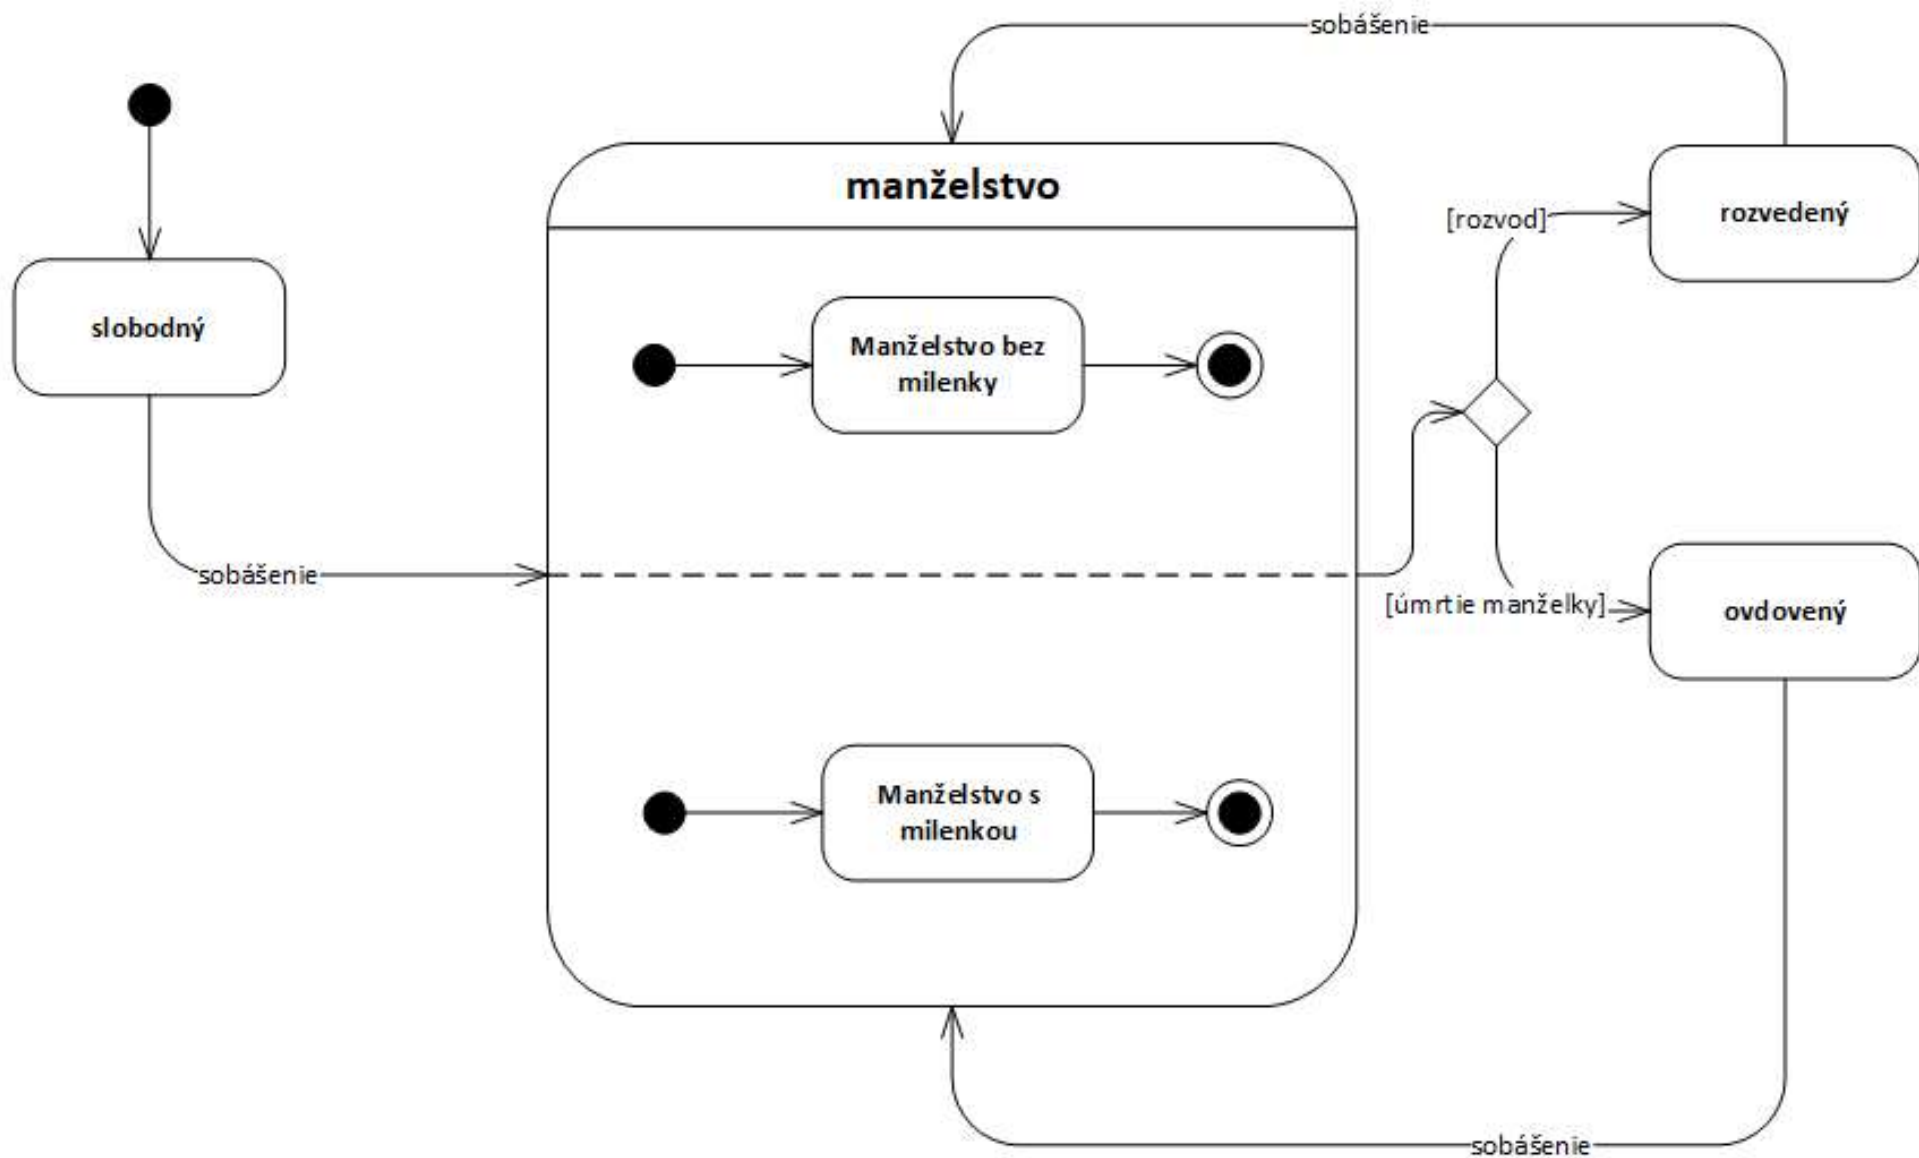 sobášenie
manželstvo
[rozvod]
rozvedený
slobodný
Manželstvo bez
milenky
sobášenie
[úmrtie manželky]
ovdovený
Manželstvo s
milenkou
sobášenie